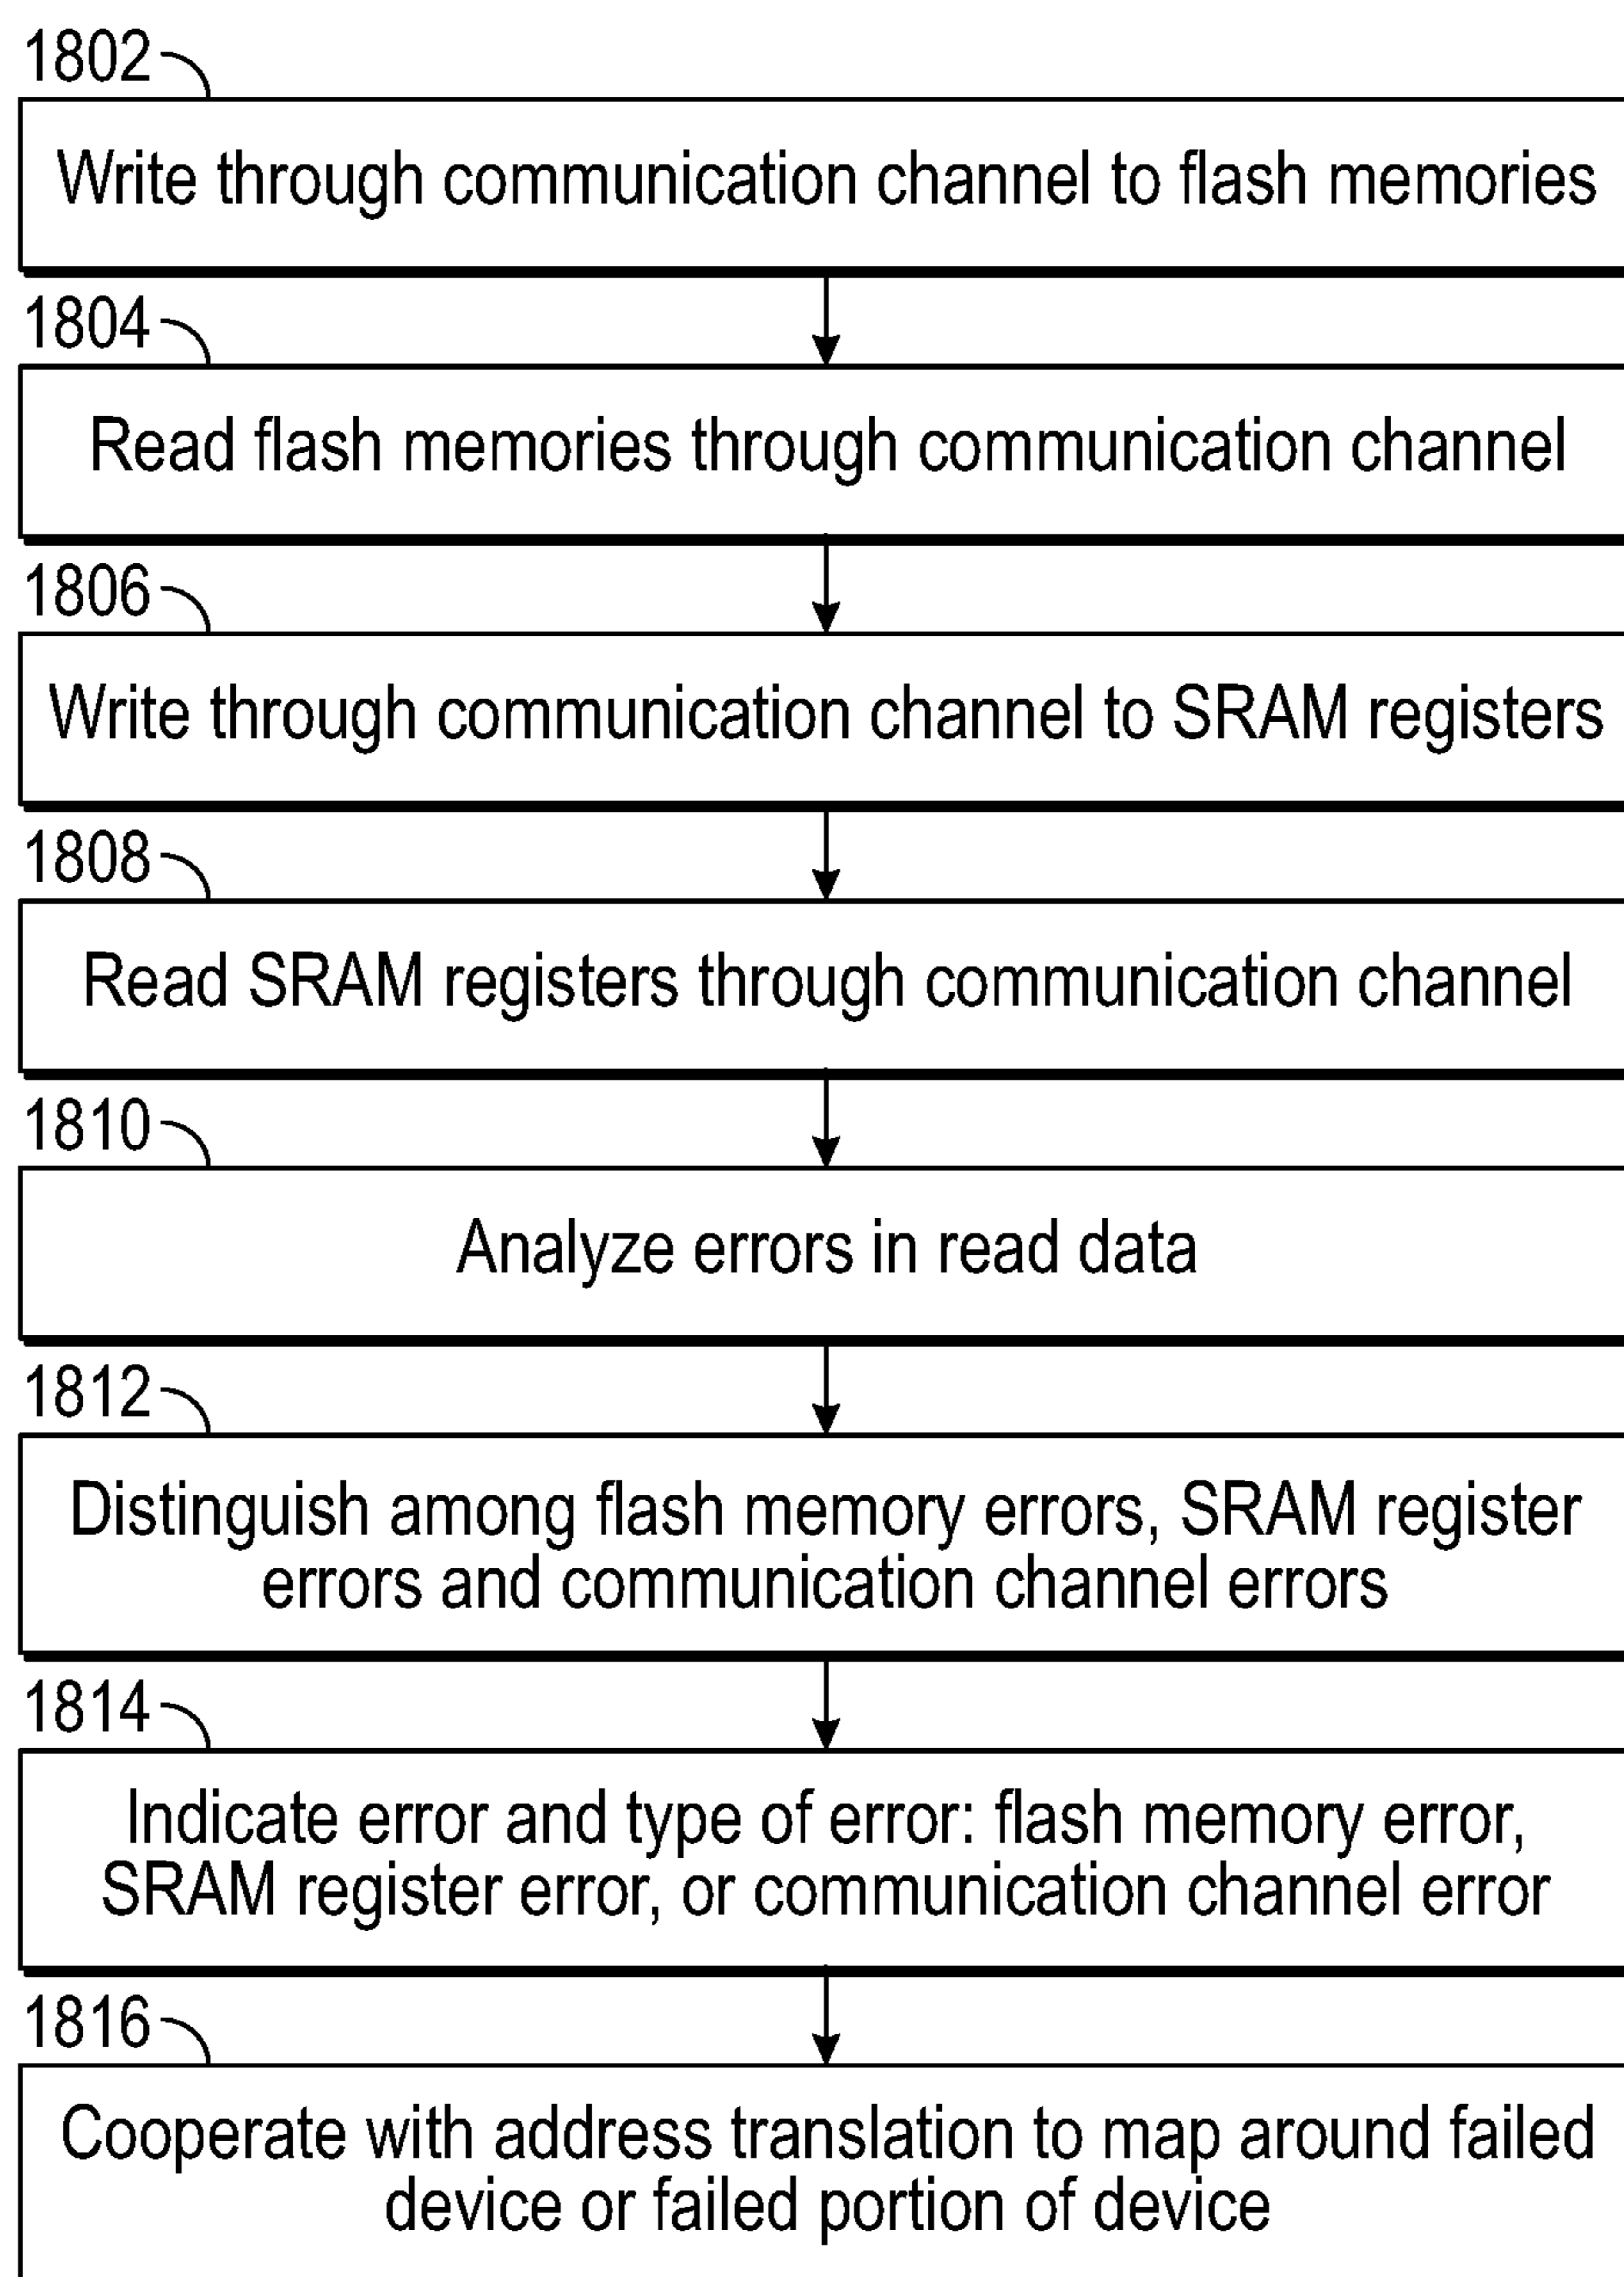 1802
Write through communication channel to flash memories
1804
Read flash memories through communication channel
1806
Write through communication channel to SRAM registers
1808
Read SRAM registers through communication channel
1810
Analyze errors in read data
1812
Distinguish among flash memory errors, SRAM register
errors and communication channel errors
1814
Indicate error and type of error: flash memory error,
SRAM register error, or communication channel error
1816
Cooperate with address translation to map around failed
device or failed portion of device